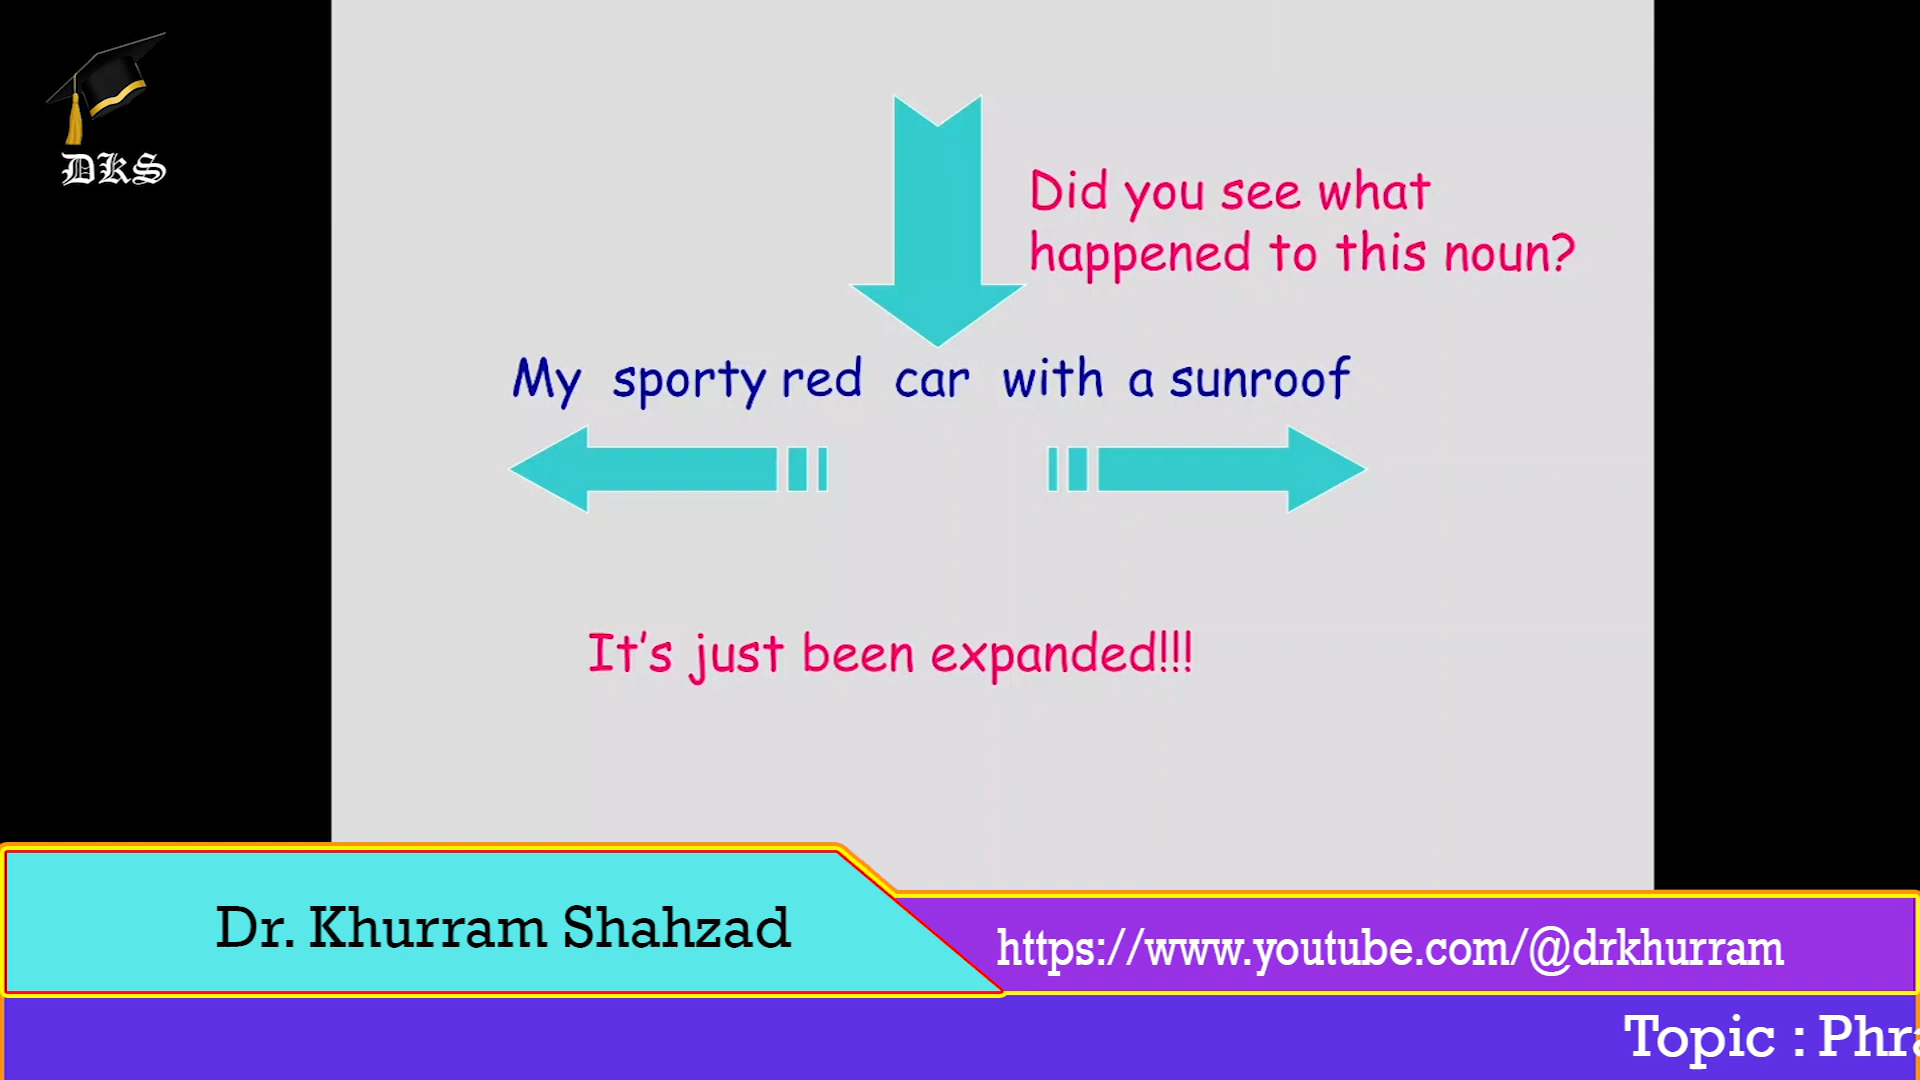 DKS
Did you see what
happened to this noun?
My sporty red car with a sunroof
It's just been expanded!!!
Dr. Khurram Shahzad
https://www.youtube.com/@drkhurram
Topic : Phra